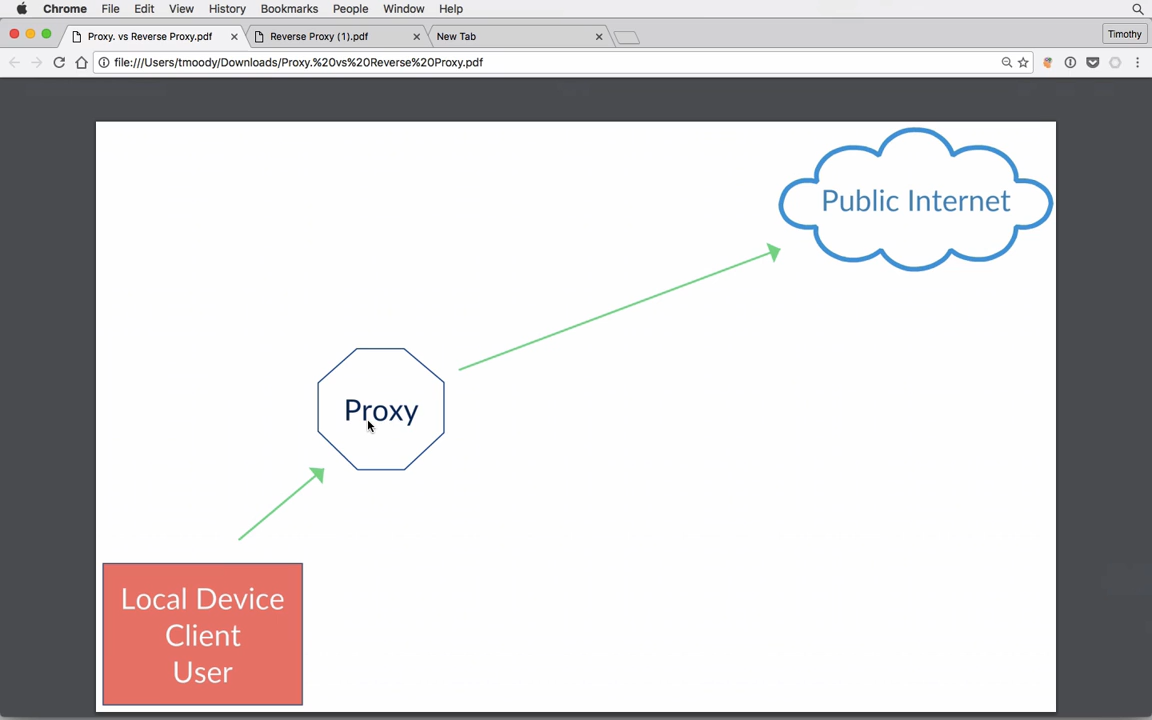 Chrome File Edit View History Bookmarks People Window Help
Proxy. vs Reverse Proxy.pdf Reverse Proxy (1).pdf New Tab Timothy
file:///Users/tmoody/Downloads/Proxy.%20vs%20Reverse%20Proxy.pdf
Public Internet
Proxy
Local Device
Client
User